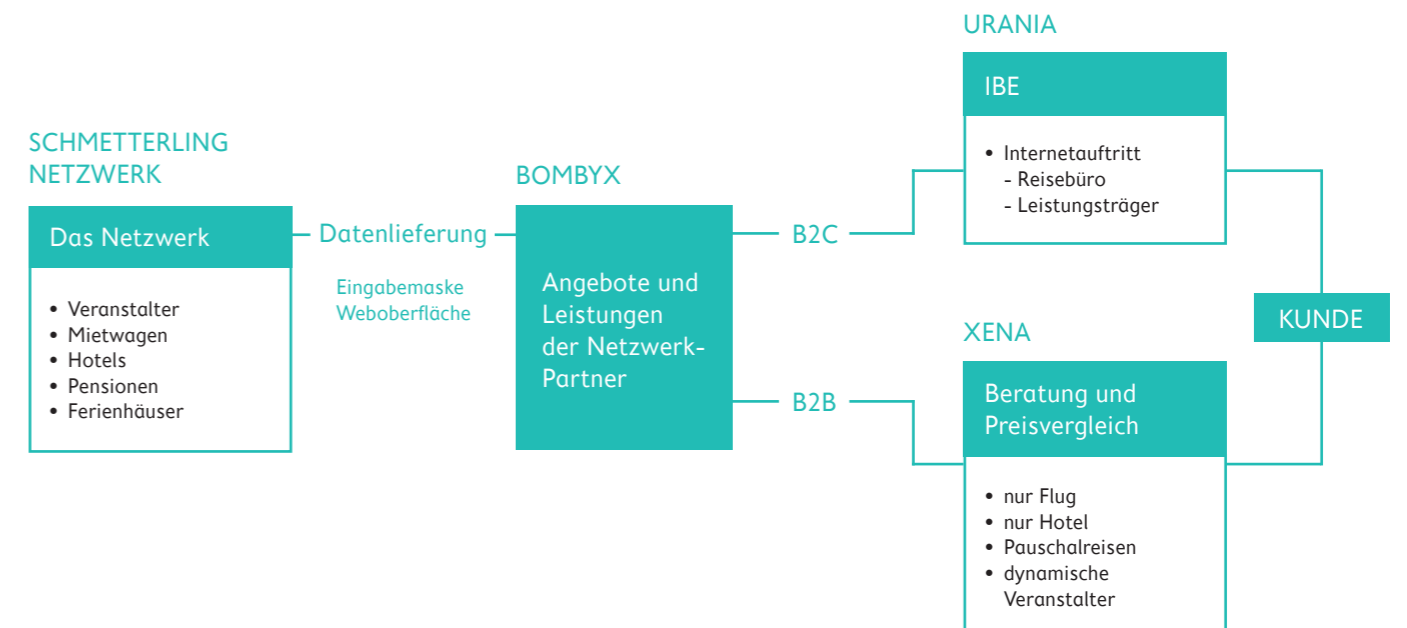 SCHMETTERLING
NETZWERK
Das Netzwerk
• Veranstalter
• Mietwagen
• Hotels
• Pensionen
• Ferienhäuser
Datenlieferung
Eingabemaske
Weboberfläche
BOMBYX
Angebote und
Leistungen
der Netzwerk-
Partner
B2C
B2B
URANIA
IBE
• Internetauftritt
- Reisebüro
- Leistungsträger
XENA
Beratung und
Preisvergleich
• nur Flug
• nur Hotel
• Pauschalreisen
• dynamische
Veranstalter
KUNDE